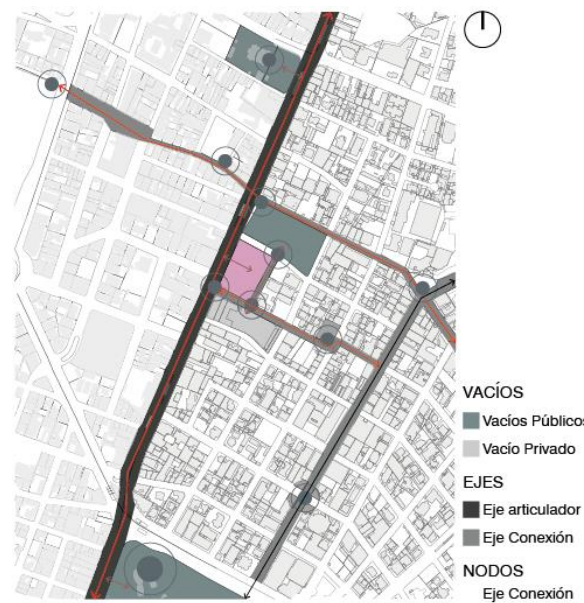 VACÍOS
Vacíos Públicos
Vacío Privado
EJES
Eje articulador
Eje Conexión
NODOS
Eje Conexión